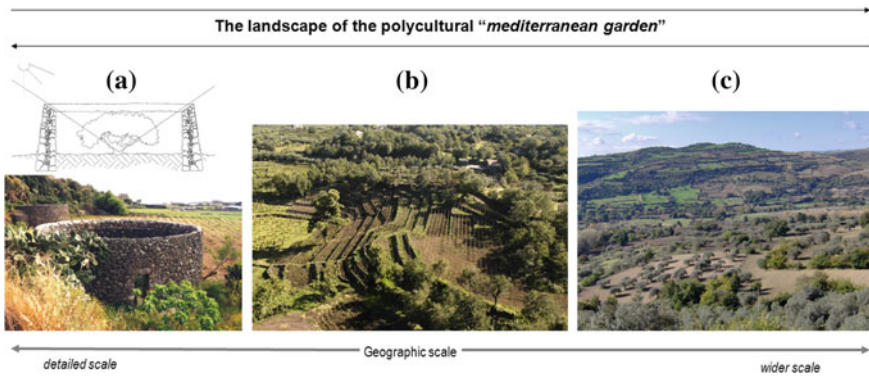 The landscape of the polycultural “mediterranean garden”
(a)
(b)
(c)
Geographic scale
detailed scale
wider scale